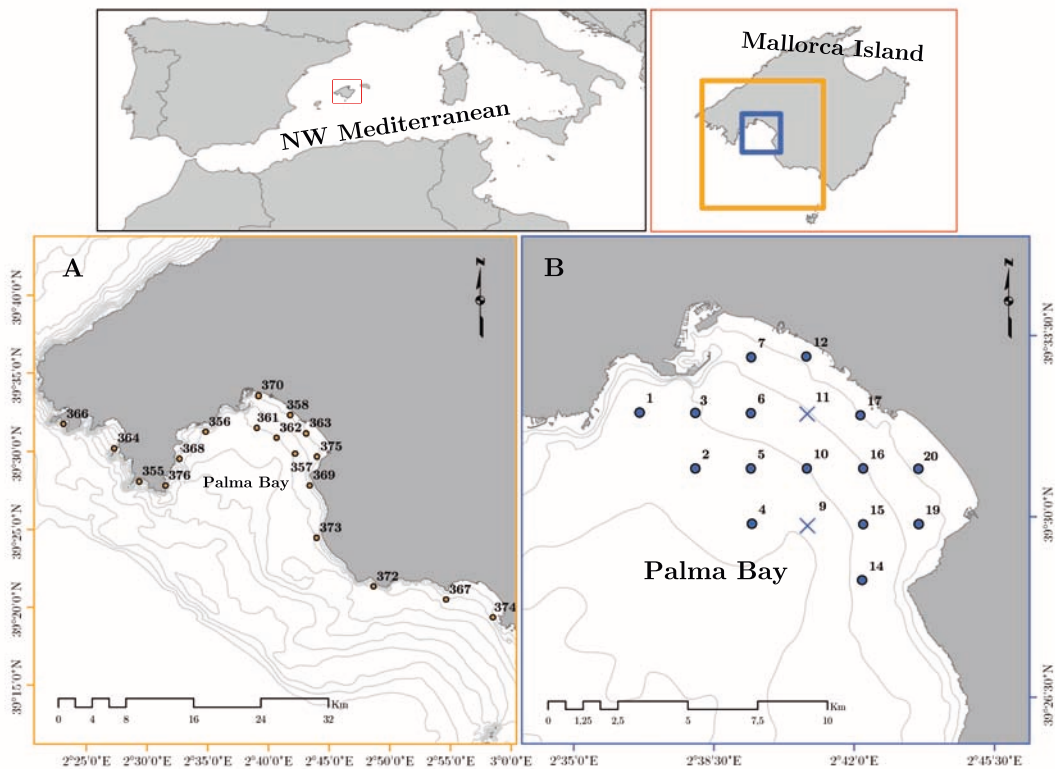 NW Mediterranean
Mallorca Island
A
N
39°40'0"N
39°35'0"N
39°30'0"N
39°25'0"N
39°20'0"N
39°15'0"N
370
366
358
356
361
363
364
362
368
375
357
355
376
Palma Bay
369
373
372
367
374
Km
0 4 8 16 24 32
2°25'0"E 2°30'0"E 2°35'0"E 2°40'0"E 2°45'0"E 2°50'0"E 2°55'0"E 3°0'0"E
B
N
39°33'30"N
39°30'0"N
39°26'30"N
7 12
1 3 6 11 17
2 5 10 16 20
4 9 15 19
14
Palma Bay
Km
0 1,25 2,5 5 7,5 10
2°35'0"E 2°38'30"E 2°42'0"E 2°45'30"E